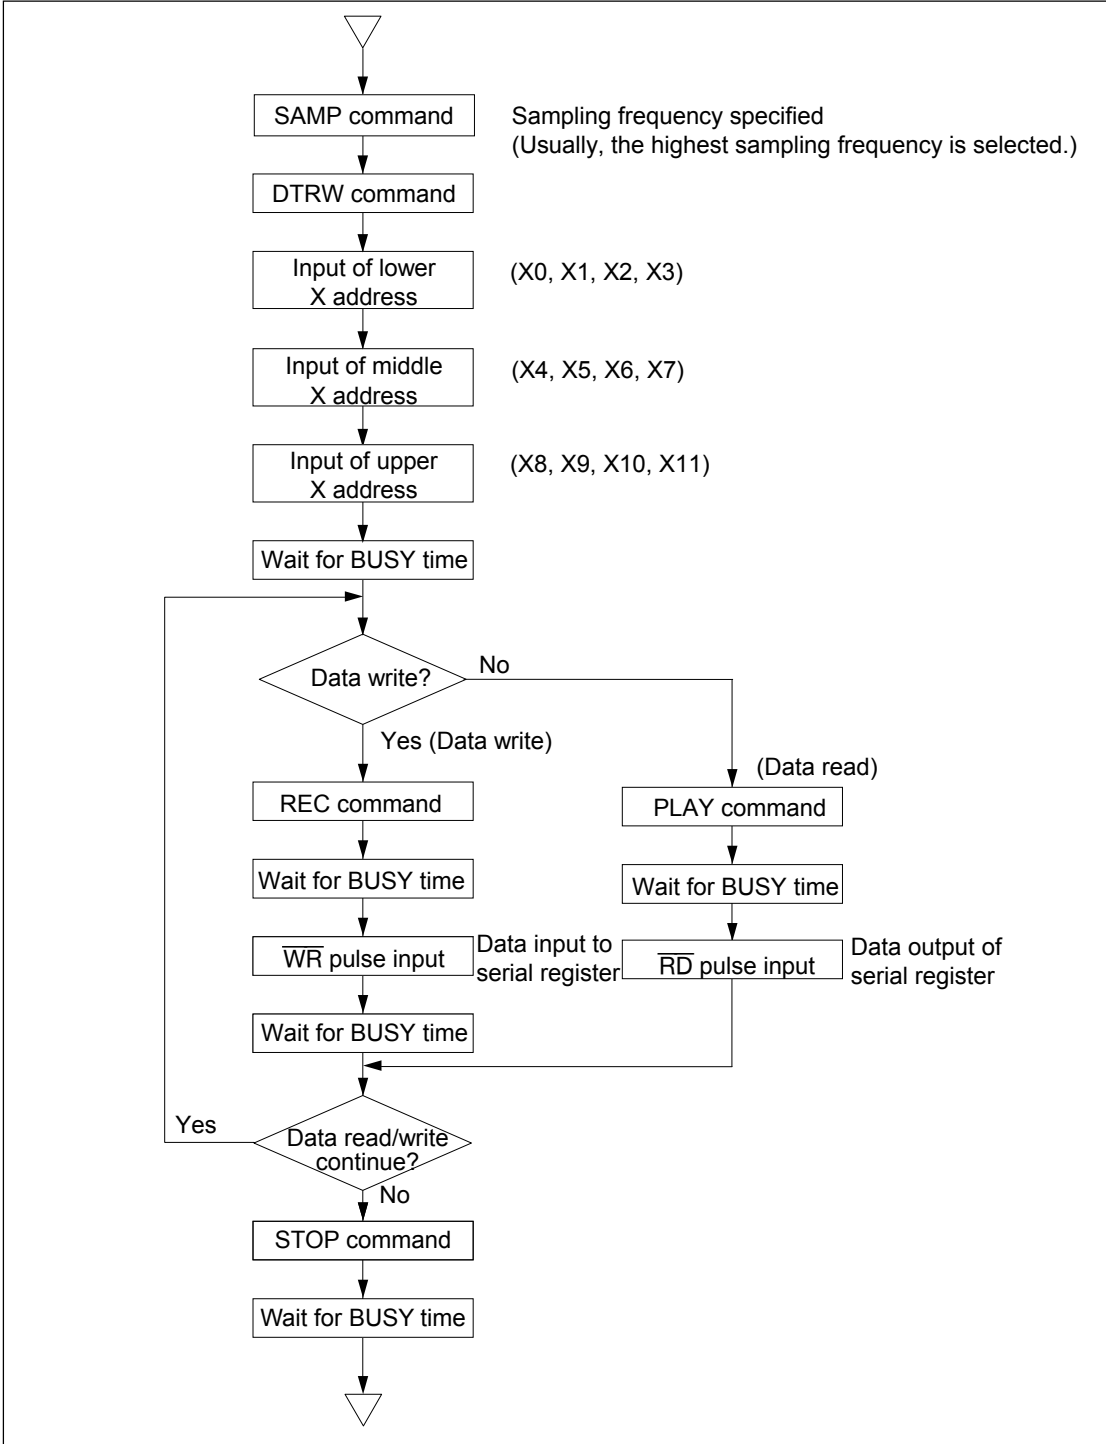 SAMP command
Sampling frequency specified
(Usually, the highest sampling frequency is selected.)
DTRW command
Input of lower
X address
(X0, X1, X2, X3)
Input of middle
X address
(X4, X5, X6, X7)
Input of upper
X address
(X8, X9, X10, X11)
Wait for BUSY time
Data write?
No
Yes (Data write)
(Data read)
REC command
PLAY command
Wait for BUSY time
Wait for BUSY time
W̅R̅ pulse input
Data input to
serial register
R̅D̅ pulse input
Data output of
serial register
Wait for BUSY time
Yes
Data read/write
continue?
No
STOP command
Wait for BUSY time